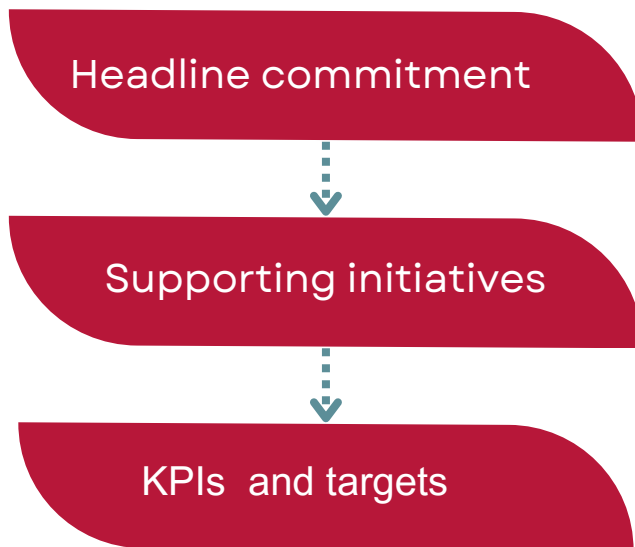 Headline commitment
Supporting initiatives
KPIs and targets